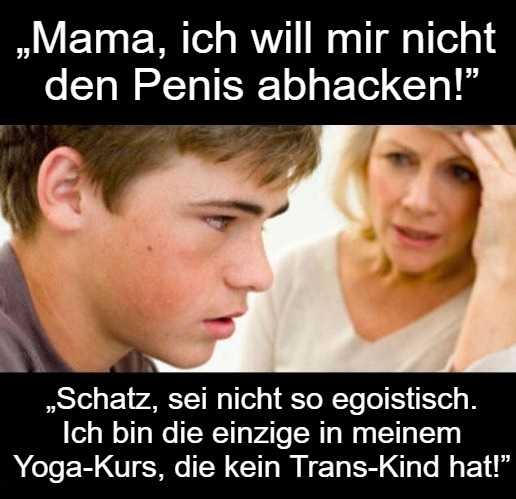 „Mama, ich will mir nicht
den Penis abhacken!”
„Schatz, sei nicht so egoistisch.
Ich bin die einzige in meinem
Yoga-Kurs, die kein Trans-Kind hat!”